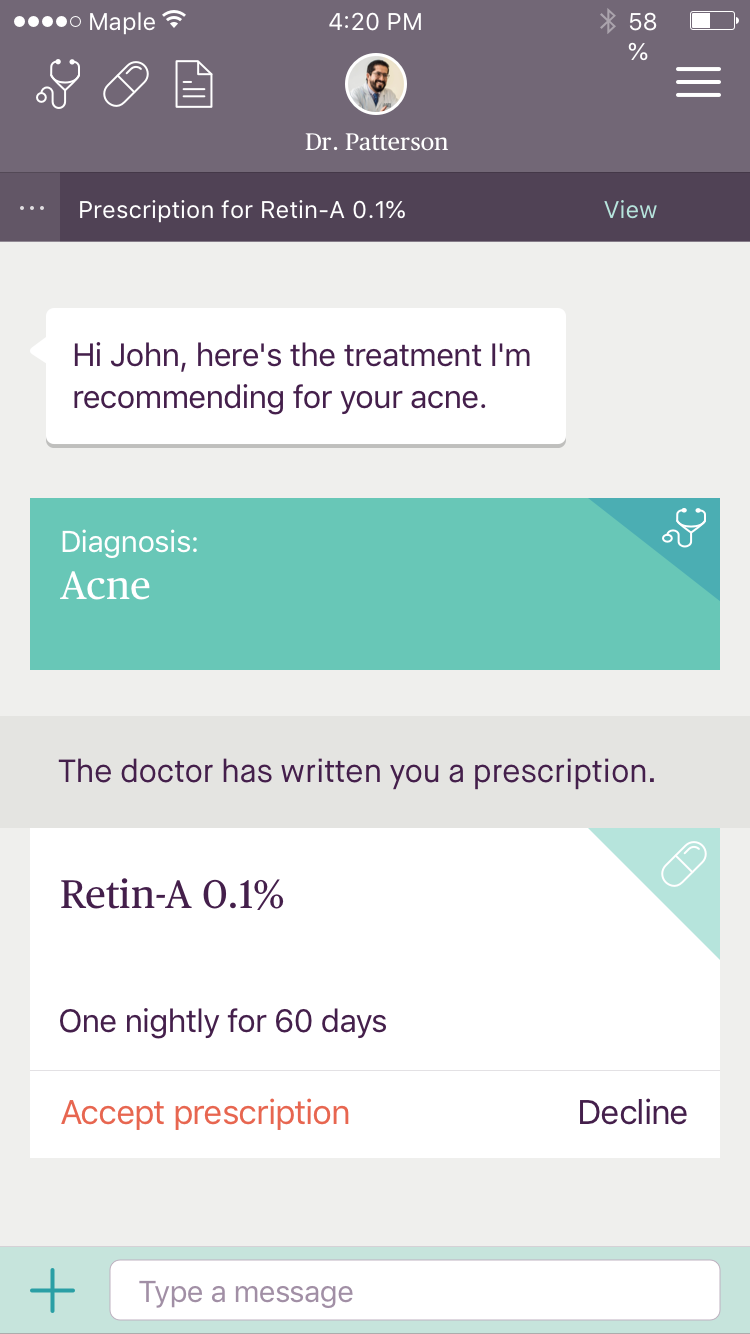 Maple 4:20 PM 58
%
Dr. Patterson
··· Prescription for Retin-A 0.1% View
Hi John, here's the treatment I'm
recommending for your acne.
Diagnosis:
Acne
The doctor has written you a prescription.
Retin-A 0.1%
One nightly for 60 days
Accept prescription Decline
Type a message